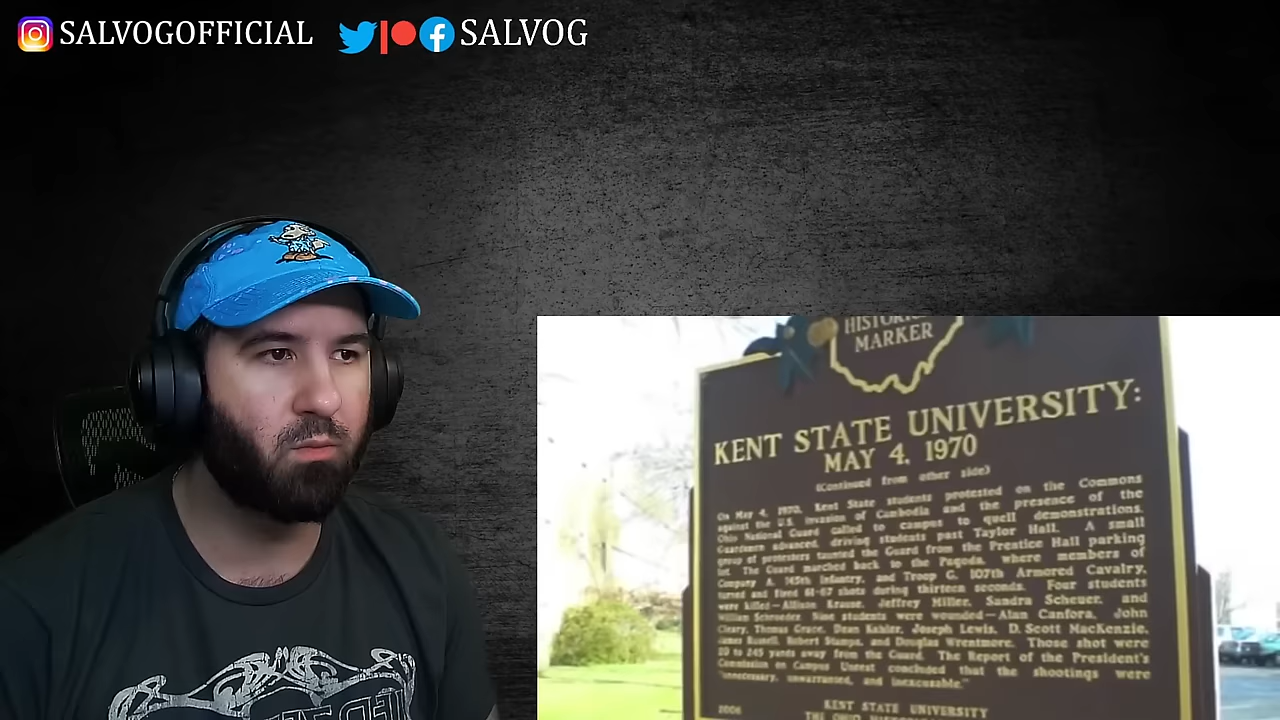 SALVOGOFFICIAL SALVOG
HISTORIC
MARKER
KENT STATE UNIVERSITY:
MAY 4, 1970
(Continued from other side)
On May 4, 1970, Kent State students protested on the Commons
against the U.S. invasion of Cambodia and the presence of the
Ohio National Guard called to campus to quell demonstrations.
Guardsmen advanced, driving students past Taylor Hall. A small
group of protesters taunted the Guard from the Prentice Hall parking
lot. The Guard marched back to the Pagoda, where members of
Company A, 145th Infantry, and Troop G, 107th Armored Cavalry,
turned and fired 61-67 shots during thirteen seconds. Four students
were killed—Allison Krause, Jeffrey Miller, Sandra Scheuer, and
William Schroeder. Nine students were wounded—Alan Canfora, John
Cleary, Thomas Grace, Dean Kahler, Joseph Lewis, D. Scott MacKenzie,
James Russell, Robert Stamps, and Douglas Wrentmore. Those shot were
20 to 245 yards away from the Guard. The Report of the President's
Commission on Campus Unrest concluded that the shootings were
"unnecessary, unwarranted, and inexcusable."
2006 KENT STATE UNIVERSITY
THE OHIO